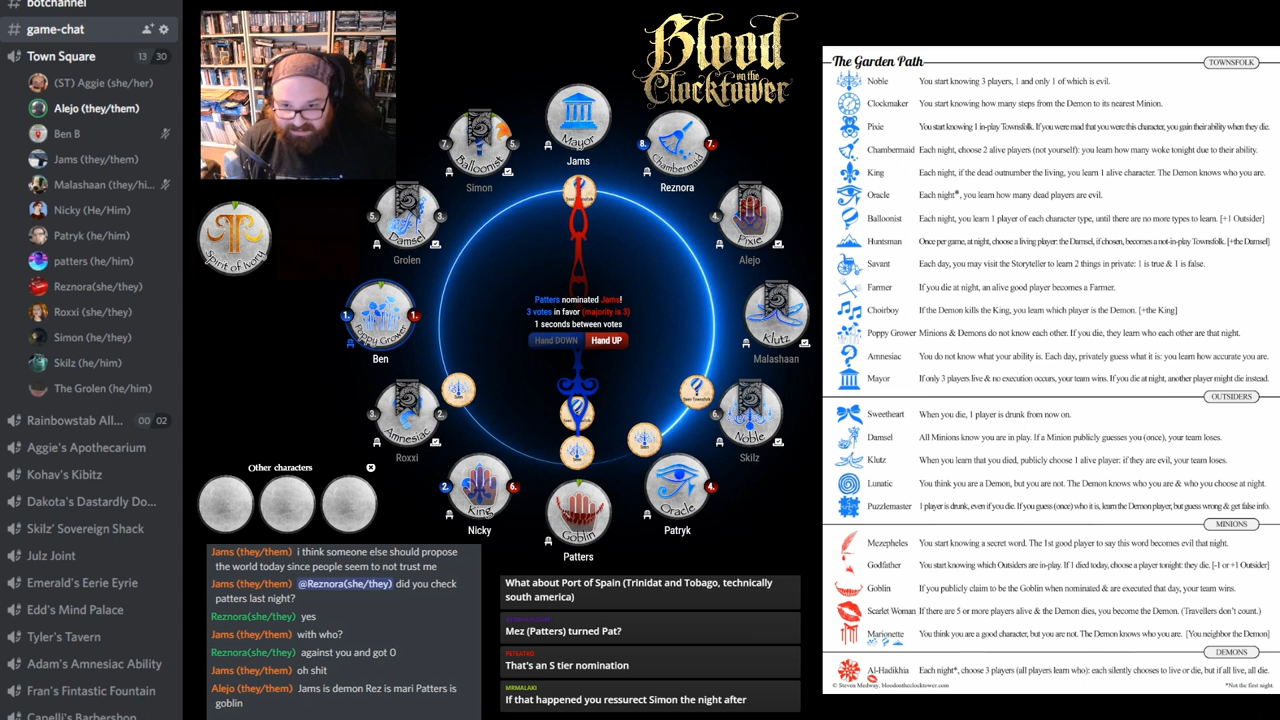 botchannel
game-chat
Town Square
13
30
(ST) Aggie (she/her)
Alejo (they/them)
Ben B
Jams (they/them)
Malashaan (they/hi...
Nicky (He/Him)
Patryk (he/him)
patters (he/him)
Reznora(she/they)
Roxxi (she/they)
Simon (he/they)
Skilz (he/him)
The Grolen (he/him)
Rainbowstab All...
00
02
Aggie's Apothecarium
Kohav's Kibitz
Dakota's Dastardly Do...
Skilz' Sovereign Shack
Julz Joint
Emerald's Eerie Eyrie
Edd's Mind Palace
Tyler's Tavern
Adam's Amnesiac Ability
Fran's Fantastic Fountain
Capelli's Barbershop
Blood
on the
Clocktower
Spirit of Ivory
Mayor
Jams
8.
Chambermaid
7.
Reznora
4.
Pixie
Alejo
Klutz
Malashaan
6.
Noble
Skilz
Oracle
4.
Patryk
Goblin
Patters
2.
King
6.
Nicky
3.
Amnesiac
2.
Roxxi
1.
Poppy Grower
1.
Ben
5.
Damsel
3.
Grolen
7.
Balloonist
5.
Simon
Patters nominated Jams!
3 votes in favor (majority is 3)
1 seconds between votes
Hand DOWN
Hand UP
Other characters
Jams (they/them) i think someone else should propose
the world today since people seem to not trust me
Jams (they/them) @Reznora(she/they) did you check
patters last night?
Reznora(she/they) yes
Jams (they/them) with who?
Reznora(she/they) against you and got 0
Jams (they/them) oh shit
Alejo (they/them) Jams is demon Rez is mari Patters is
goblin
What about Port of Spain (Trinidat and Tobago, technically
south america)
Mez (Patters) turned Pat?
That's an S tier nomination
MRMALAKI
If that happened you ressurect Simon the night after
The Garden Path
TOWNSFOLK
Noble You start knowing 3 players, 1 and only 1 of which is evil.
Clockmaker You start knowing how many steps from the Demon to its nearest Minion.
Pixie You start knowing 1 in-play Townsfolk. If you were mad that you were this character, you gain their ability when they die.
Chambermaid Each night, choose 2 alive players (not yourself): you learn how many woke tonight due to their ability.
King Each night, if the dead outnumber the living, you learn 1 alive character. The Demon knows who you are.
Oracle Each night*, you learn how many dead players are evil.
Balloonist Each night, you learn 1 player of each character type, until there are no more types to learn. [+1 Outsider]
Huntsman Once per game, at night, choose a living player: the Damsel, if chosen, becomes a not-in-play Townsfolk. [+the Damsel]
Savant Each day, you may visit the Storyteller to learn 2 things in private: 1 is true & 1 is false.
Farmer If you die at night, an alive good player becomes a Farmer.
Choirboy If the Demon kills the King, you learn which player is the Demon. [+the King]
Poppy Grower Minions & Demons do not know each other. If you die, they learn who each other are that night.
Amnesiac You do not know what your ability is. Each day, privately guess what it is: you learn how accurate you are.
Mayor If only 3 players live & no execution occurs, your team wins. If you die at night, another player might die instead.
OUTSIDERS
Sweetheart When you die, 1 player is drunk from now on.
Damsel All Minions know you are in play. If a Minion publicly guesses you (once), your team loses.
Klutz When you learn that you died, publicly choose 1 alive player: if they are evil, your team loses.
Lunatic You think you are a Demon, but you are not. The Demon knows who you are & who you choose at night.
Puzzlemaster 1 player is drunk, even if you die. If you guess (once) who it is, learn the Demon player, but guess wrong & get false info.
MINIONS
Mezepheles You start knowing a secret word. The 1st good player to say this word becomes evil that night.
Godfather You start knowing which Outsiders are in-play. If 1 died today, choose a player tonight: they die. [-1 or +1 Outsider]
Goblin If you publicly claim to be the Goblin when nominated & are executed that day, your team wins.
Scarlet Woman If there are 5 or more players alive & the Demon dies, you become the Demon. (Travellers don't count.)
Marionette You think you are a good character, but you are not. The Demon knows who you are. [You neighbor the Demon]
DEMONS
Al-Hadikhia Each night*, choose 3 players (all players learn who): each silently chooses to live or die, but if all live, all die.
© Steven Medway, bloodontheclocktower.com
*Not the first night.